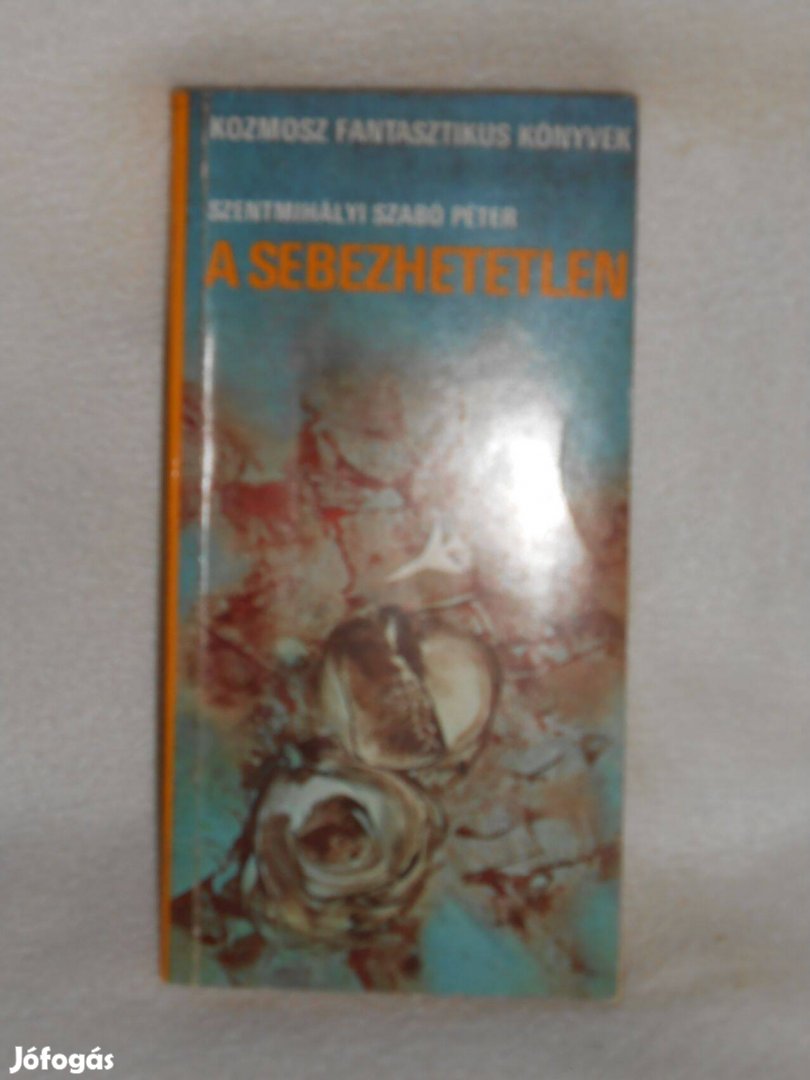 KOZMOSZ FANTASZTIKUS KÖNYVEK
SZENTMIHÁLYI SZABÓ PÉTER
A SEBEZHETETLEN
Jófogás